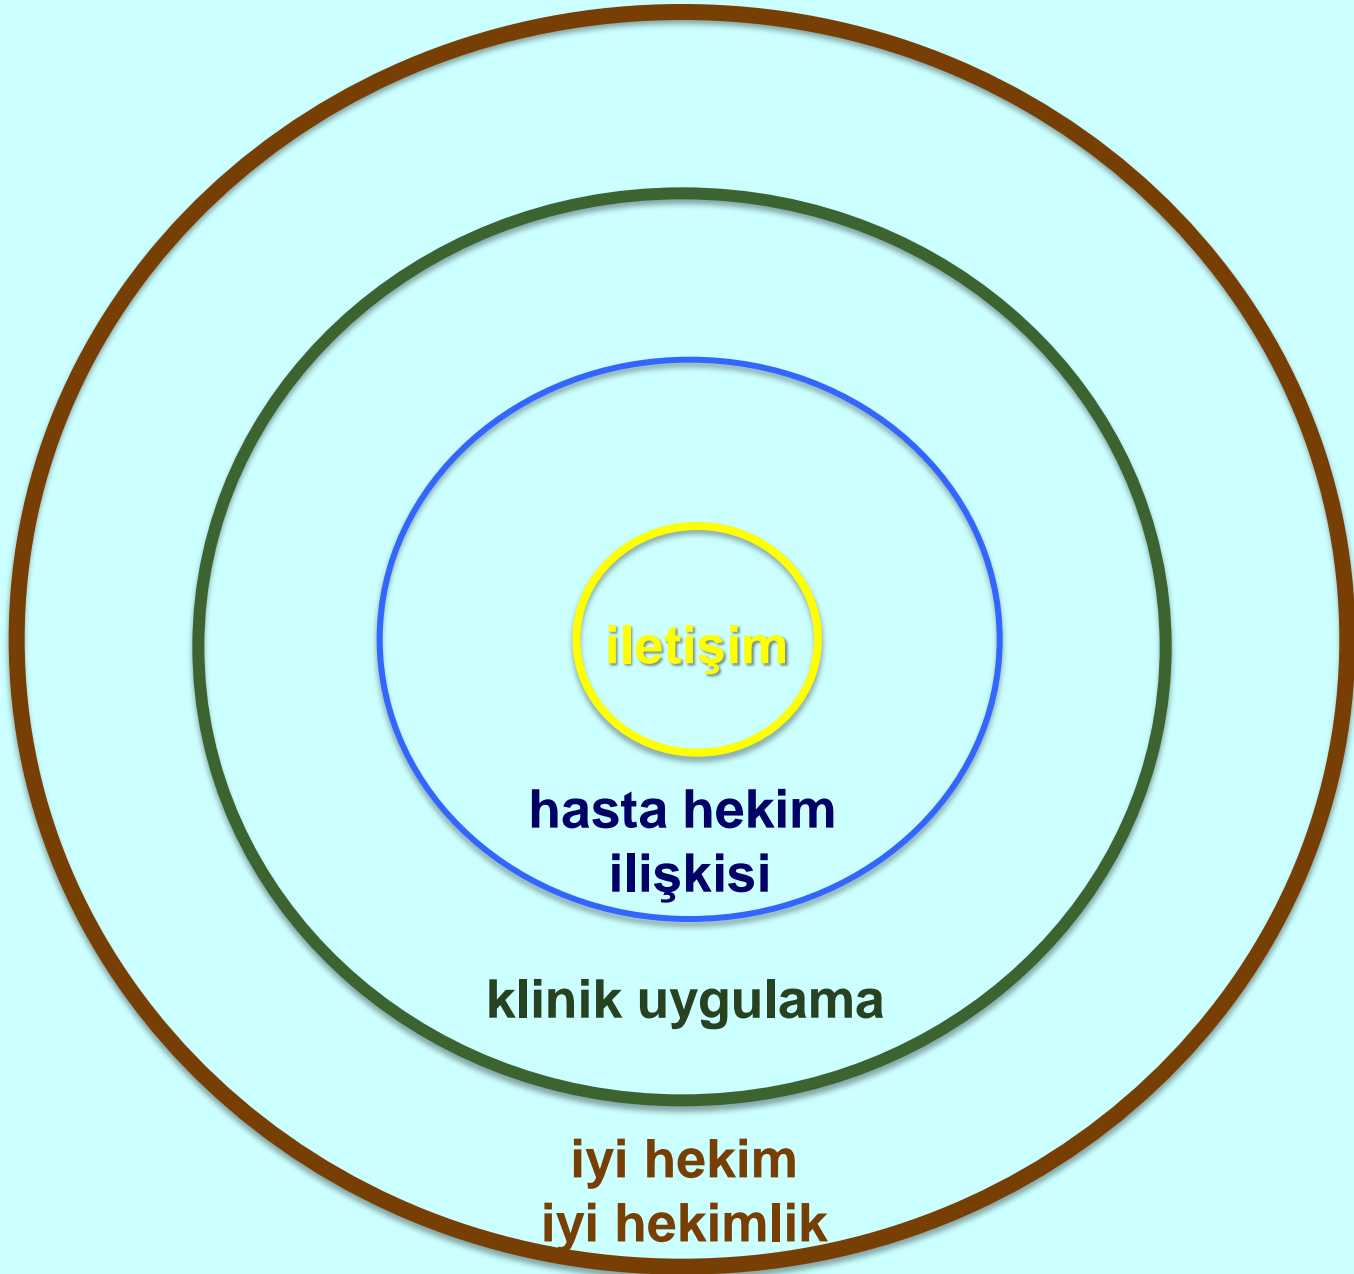 iletişim
hasta hekim
ilişkisi
klinik uygulama
iyi hekim
iyi hekimlik